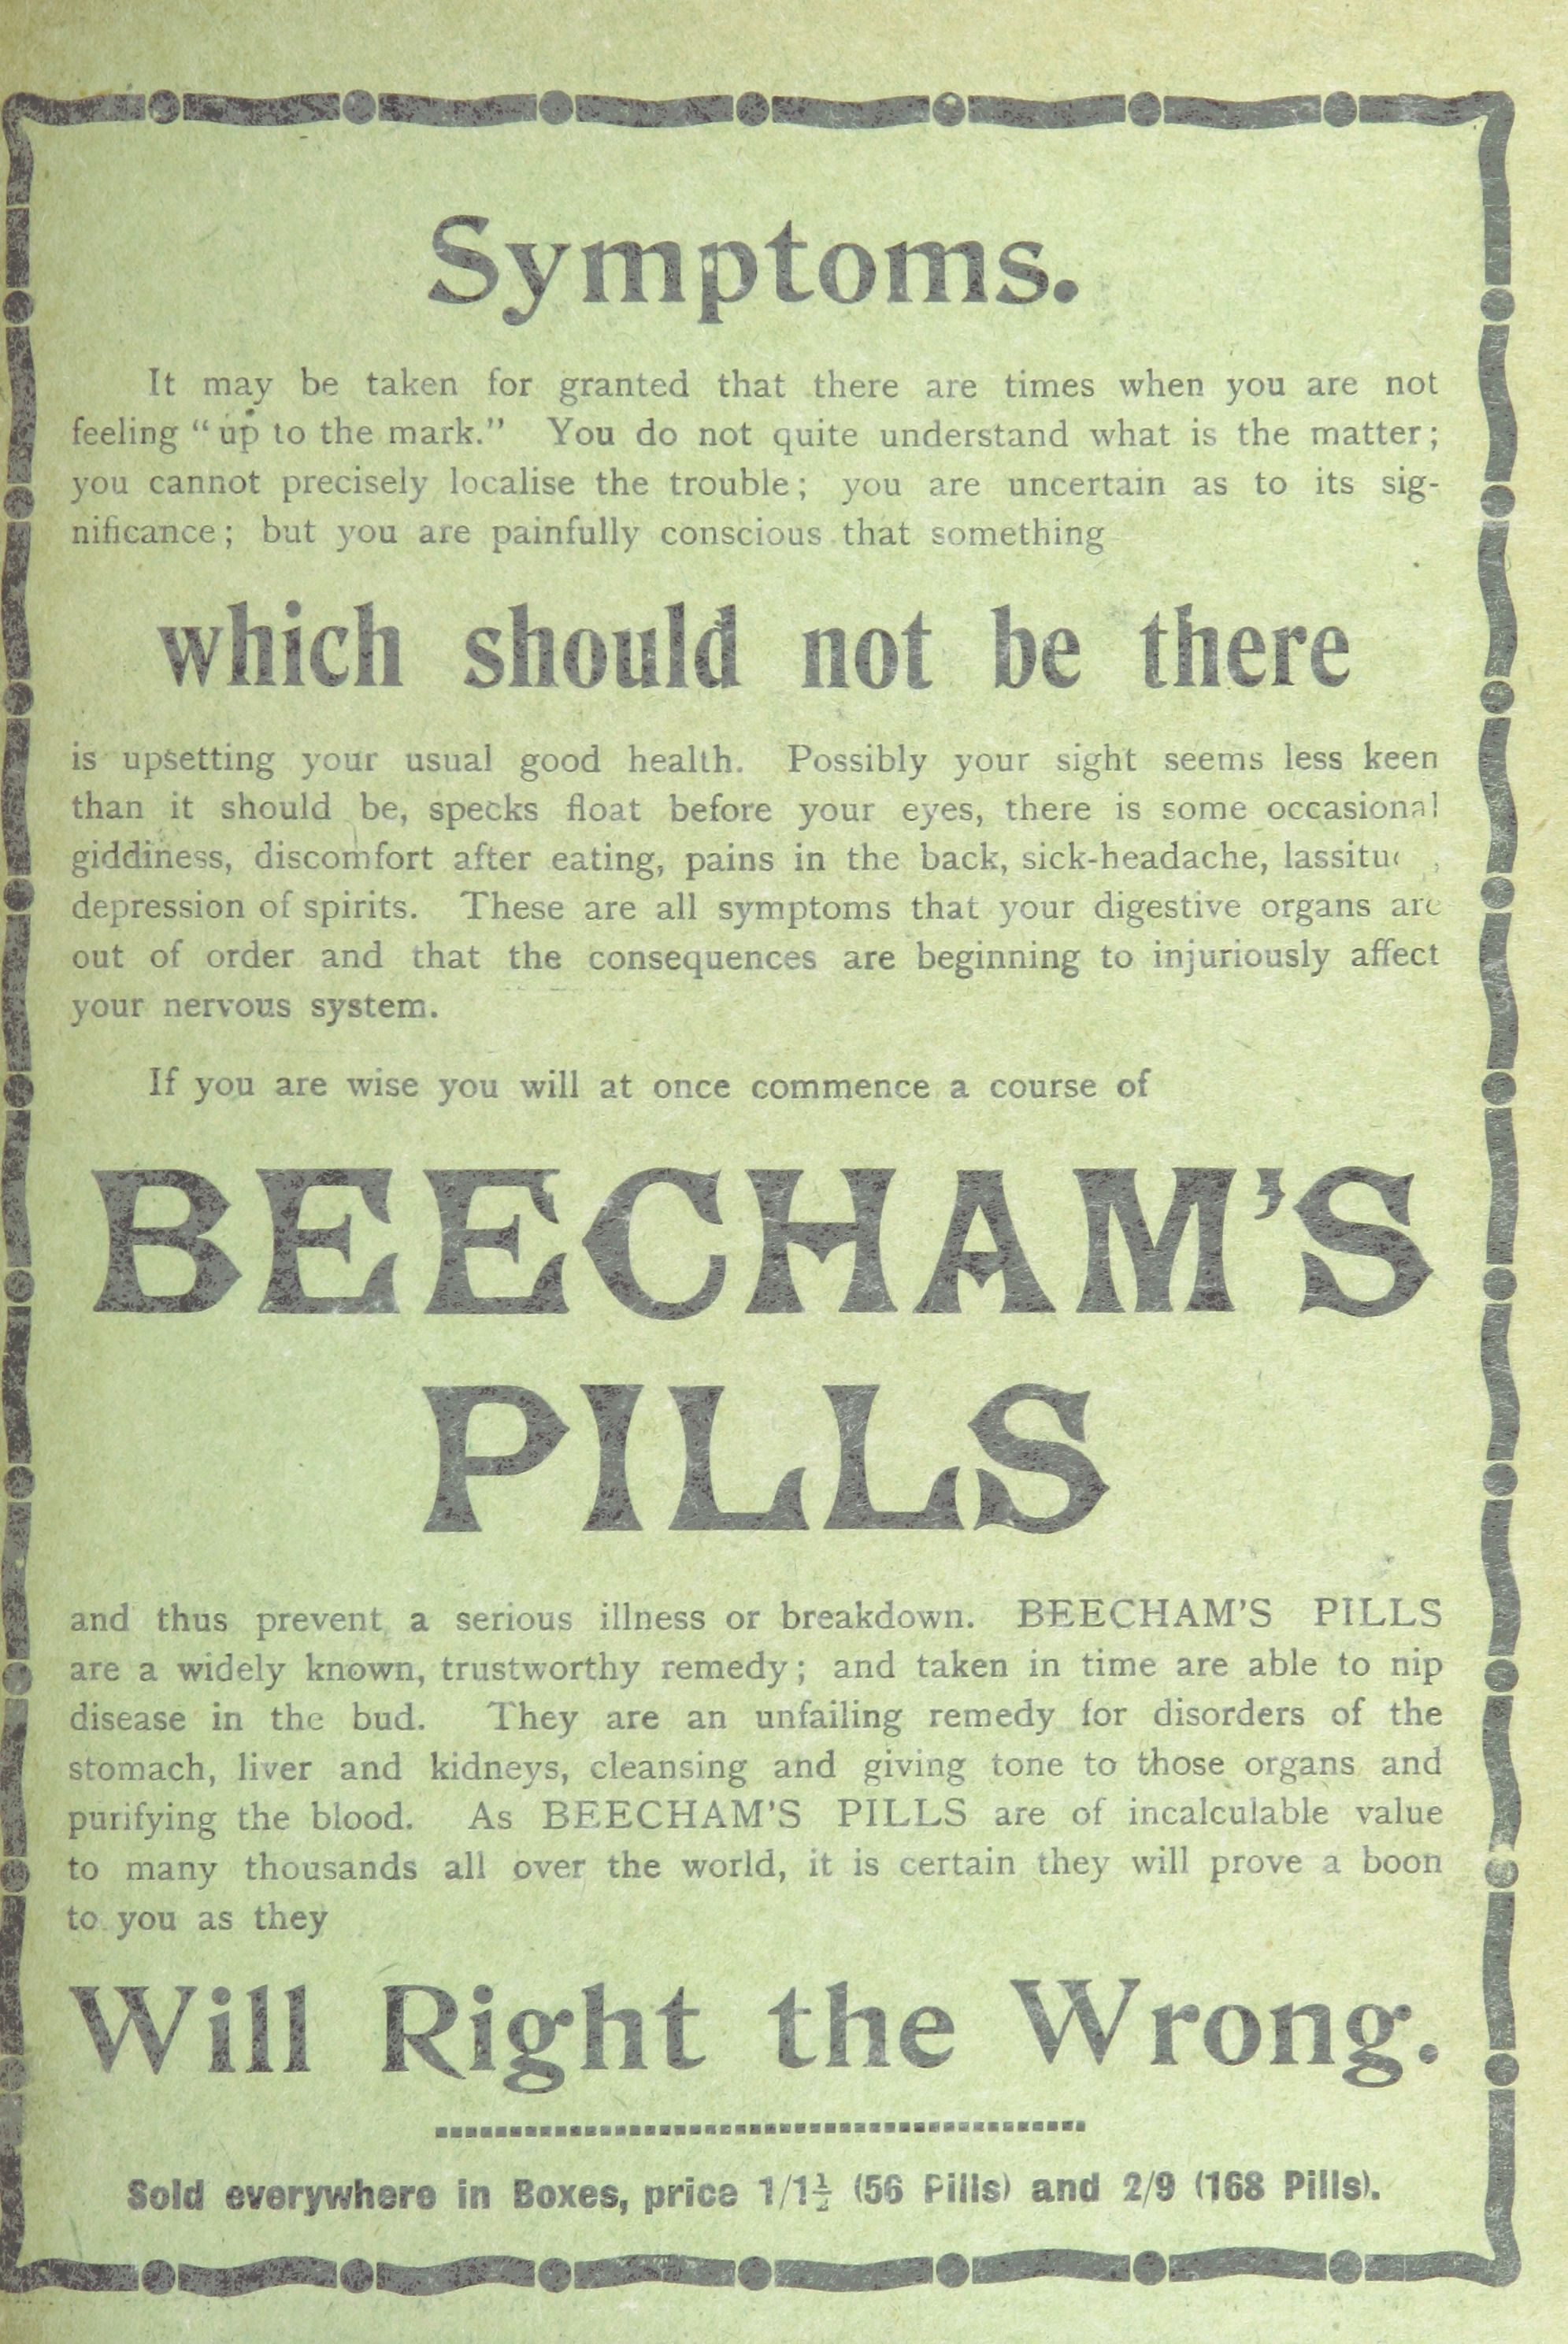 Symptoms.
It may be taken for granted that there are times when you are not
feeling “up to the mark.” You do not quite understand what is the matter;
you cannot precisely localise the trouble; you are uncertain as to its sig-
nificance; but you are painfully conscious that something
which should not be there
is upsetting your usual good health. Possibly your sight seems less keen
than it should be, specks float before your eyes, there is some occasional
giddiness, discomfort after eating, pains in the back, sick-headache,
depression of spirits. These are all symptoms that your digestive organs are
out of order and that the consequences are beginning to injuriously affect
your nervous system.
If you are wise you will at once commence a course of
BEECHAM’S
PILLS
and thus prevent a serious illness or breakdown. BEECHAM’S PILLS
are a widely known, trustworthy remedy; and taken in time are able to nip
disease in the bud. They are an unfailing remedy for disorders of the
stomach, liver and kidneys, cleansing and giving tone to those organs and
purifying the blood. As BEECHAM’S PILLS are of incalculable value
to many thousands all over the world, it is certain they will prove a boon
to you as they
Will Right the Wrong.
Sold everywhere in Boxes, price 1/1½ (56 Pills) and 2/9 (168 Pills).